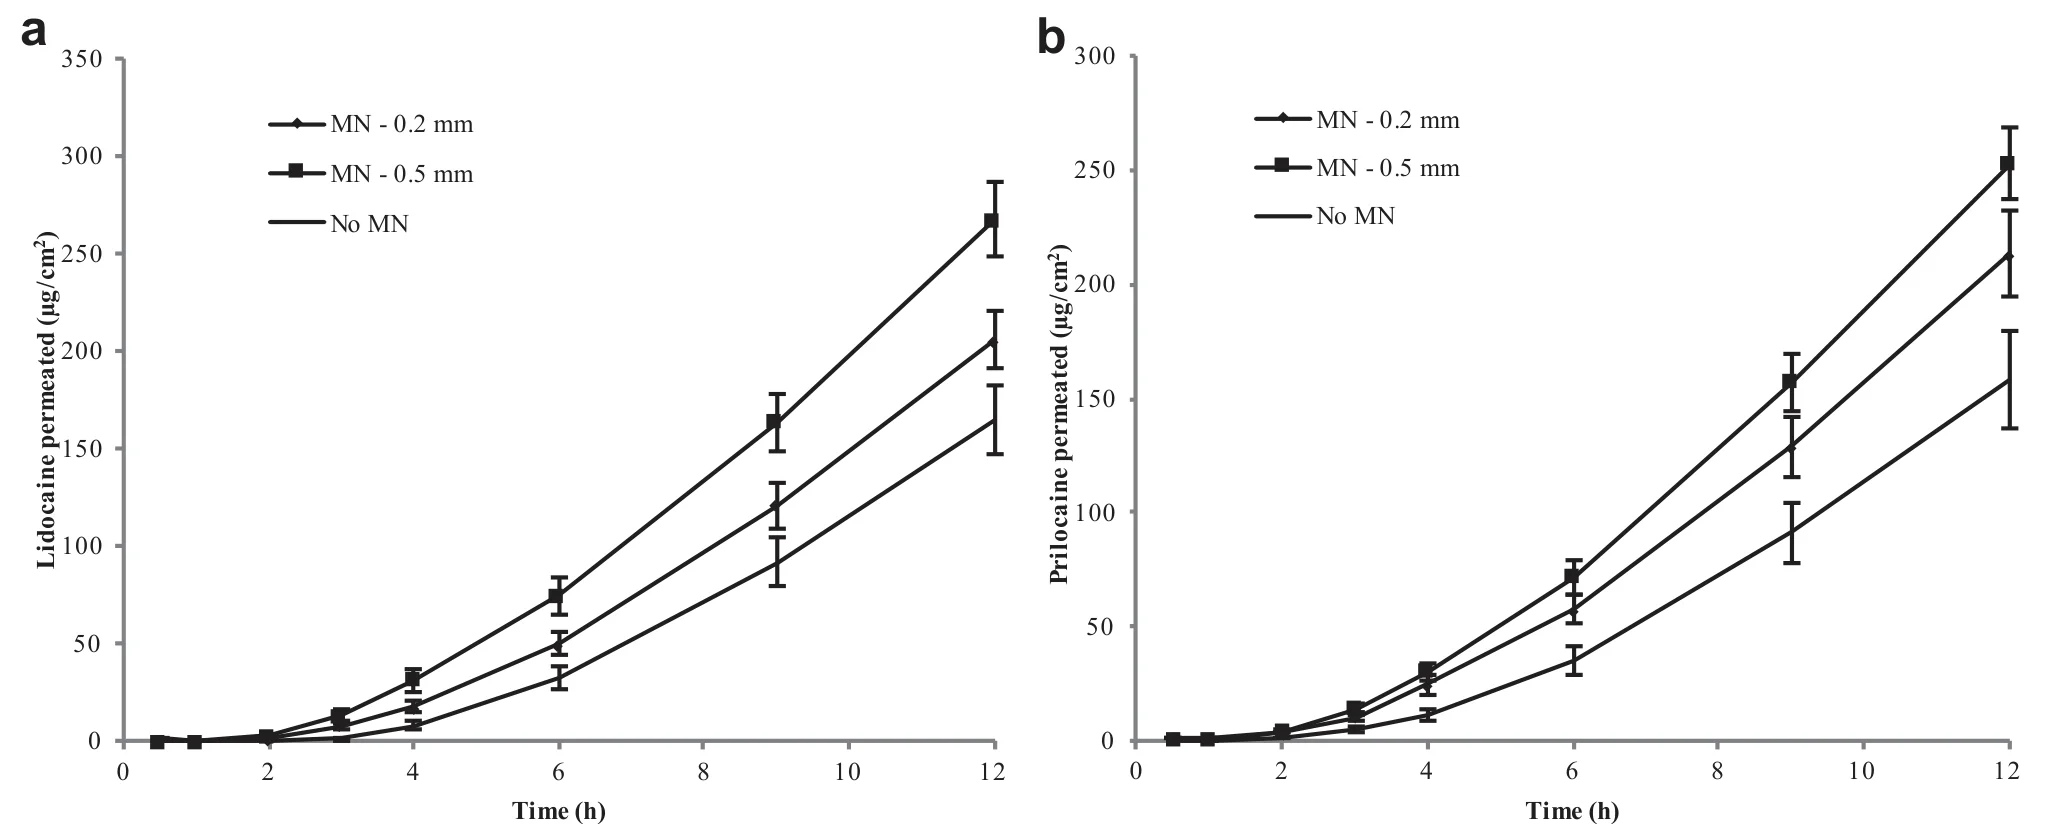 a
350
300
250
200
150
100
50
0
Lidocaine permeated (µg/cm²)
MN - 0.2 mm
MN - 0.5 mm
No MN
0 2 4 6 8 10 12
Time (h)
b
300
250
200
150
100
50
0
Prilocaine permeated (µg/cm²)
MN - 0.2 mm
MN - 0.5 mm
No MN
0 2 4 6 8 10 12
Time (h)